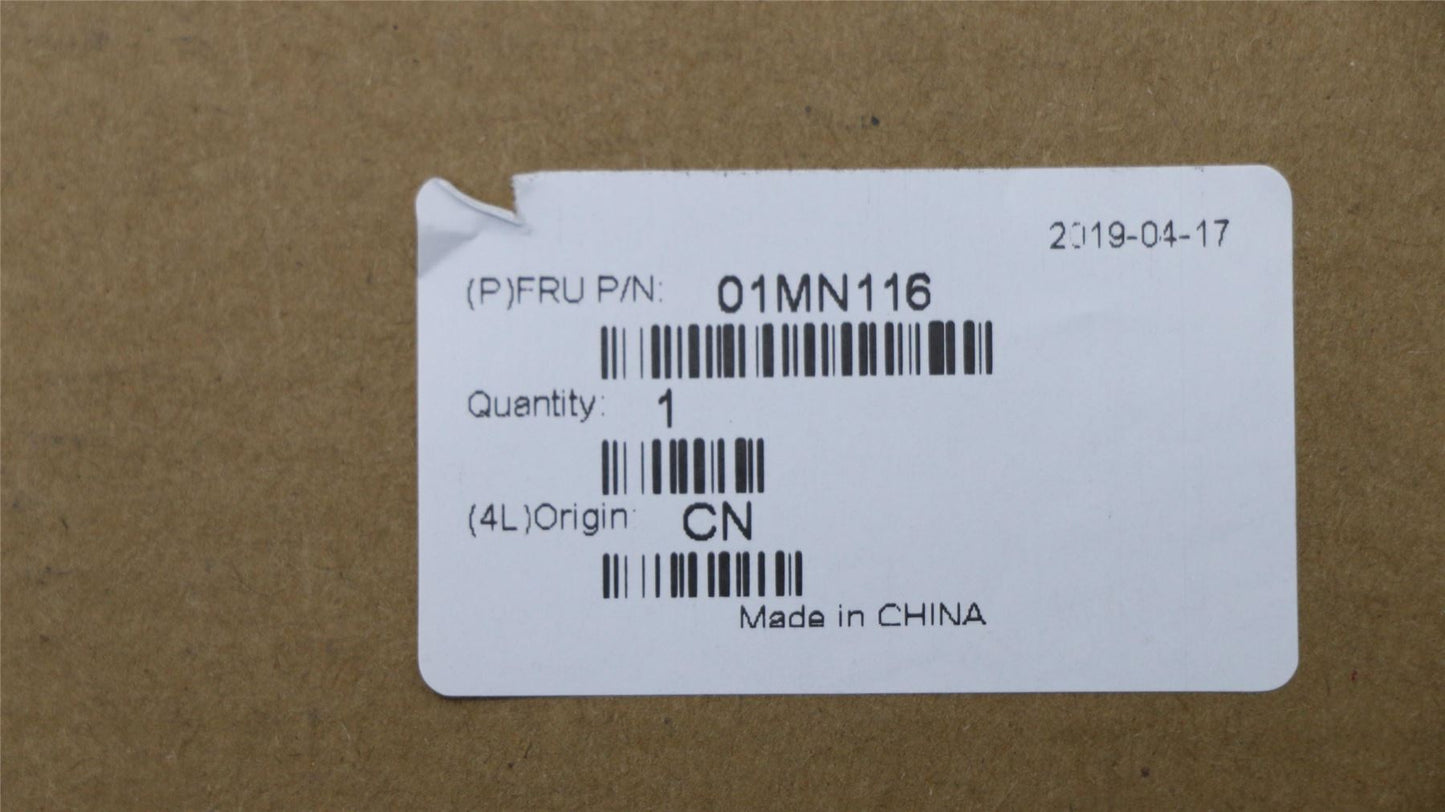 2019-04-17
(P)FRU P/N: 01MN116
Quantity: 1
(4L)Origin: CN
Made in CHINA